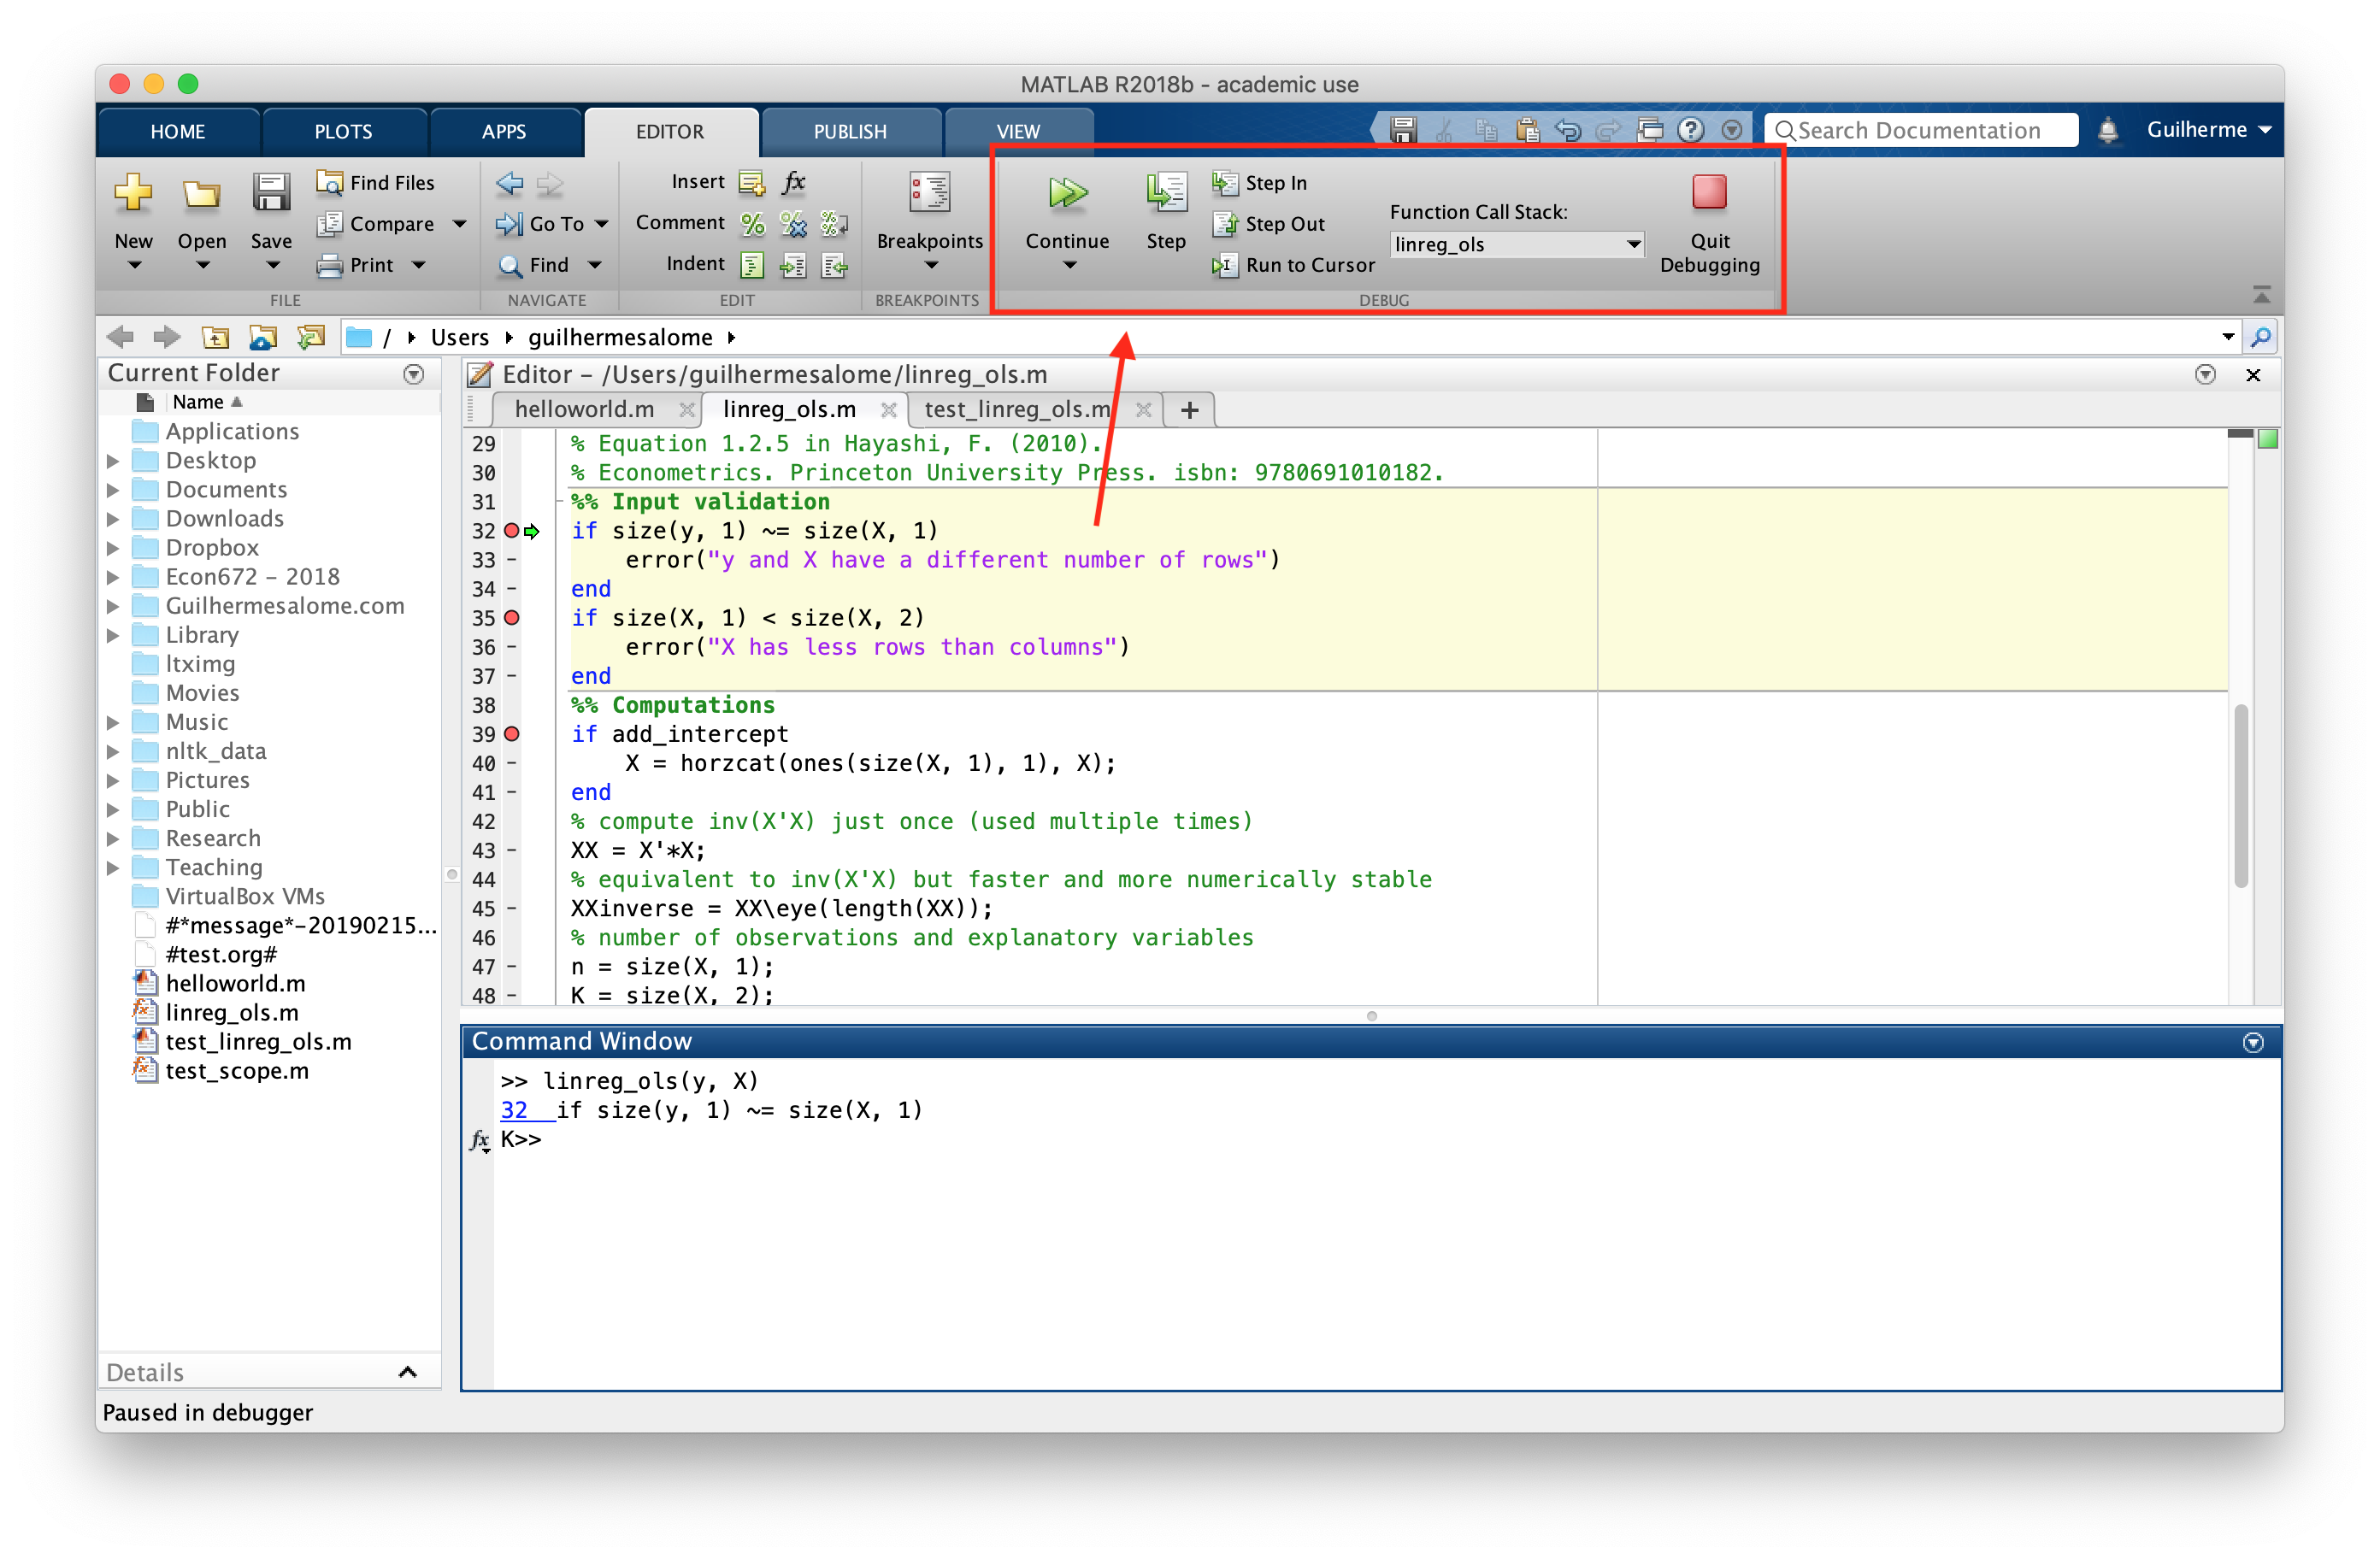 MATLAB R2018b - academic use
HOME PLOTS APPS EDITOR PUBLISH VIEW Search Documentation Guilherme
New Open Save Find Files Compare Print
FILE
Go To Find
NAVIGATE
Insert fx
Comment
Indent
EDIT
Breakpoints
BREAKPOINTS
Continue Step Step In Step Out Run to Cursor
Function Call Stack:
linreg_ols
Quit Debugging
DEBUG
/ Users guilhermesalome
Current Folder
Name
Applications
Desktop
Documents
Downloads
Dropbox
Econ672 – 2018
Guilhermesalome.com
Library
ltximg
Movies
Music
nltk_data
Pictures
Public
Research
Teaching
VirtualBox VMs
#*message*-20190215...
#test.org#
helloworld.m
linreg_ols.m
test_linreg_ols.m
test_scope.m
Details
Editor – /Users/guilhermesalome/linreg_ols.m
helloworld.m linreg_ols.m test_linreg_ols.m +
29 % Equation 1.2.5 in Hayashi, F. (2010).
30 % Econometrics. Princeton University Press. isbn: 9780691010182.
31 %% Input validation
32 if size(y, 1) ~= size(X, 1)
33 – error("y and X have a different number of rows")
34 – end
35 if size(X, 1) < size(X, 2)
36 – error("X has less rows than columns")
37 – end
38 %% Computations
39 if add_intercept
40 – X = horzcat(ones(size(X, 1), 1), X);
41 – end
42 % compute inv(X'X) just once (used multiple times)
43 – XX = X'*X;
44 % equivalent to inv(X'X) but faster and more numerically stable
45 – XXinverse = XX\eye(length(XX));
46 % number of observations and explanatory variables
47 – n = size(X, 1);
48 – K = size(X, 2);
Command Window
>> linreg_ols(y, X)
32 if size(y, 1) ~= size(X, 1)
fx K>>
Paused in debugger